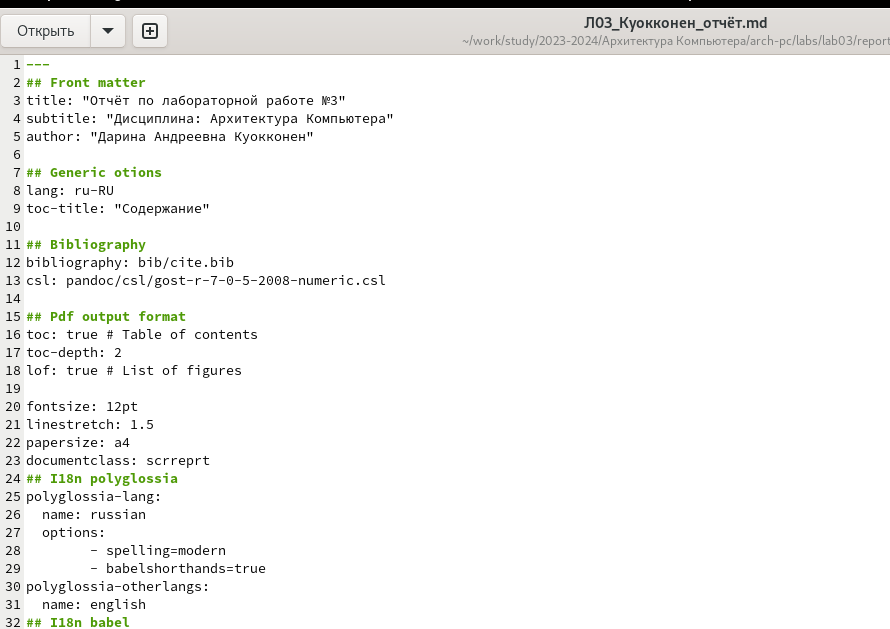 Открыть
Л03_Куокконен_отчёт.md
~/work/study/2023-2024/Архитектура Компьютера/arch-pc/labs/lab03/report
1 ---
2 ## Front matter
3 title: "Отчёт по лабораторной работе №3"
4 subtitle: "Дисциплина: Архитектура Компьютера"
5 author: "Дарина Андреевна Куокконен"
6
7 ## Generic otions
8 lang: ru-RU
9 toc-title: "Содержание"
10
11 ## Bibliography
12 bibliography: bib/cite.bib
13 csl: pandoc/csl/gost-r-7-0-5-2008-numeric.csl
14
15 ## Pdf output format
16 toc: true # Table of contents
17 toc-depth: 2
18 lof: true # List of figures
19
20 fontsize: 12pt
21 linestretch: 1.5
22 papersize: a4
23 documentclass: scrreprt
24 ## I18n polyglossia
25 polyglossia-lang:
26   name: russian
27   options:
28         - spelling=modern
29         - babelshorthands=true
30 polyglossia-otherlangs:
31   name: english
32 ## I18n babel